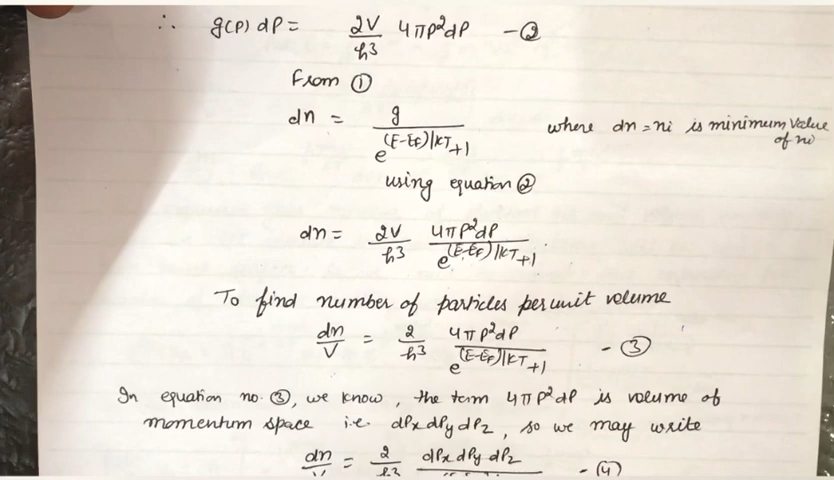 ∴ g(P) dP = 2V/h³ 4πP²dP — ②
From ①
dn = g / e^(E-E_F)|KT + 1 where dn = ni is minimum value of ni
using equation ②
dn = 2V/h³ 4πP²dP / e^(E-E_F)|KT + 1
To find number of particles per unit volume
dn/V = 2/h³ 4πP²dP / e^(E-E_F)|KT + 1 - ③
In equation no. ③, we know, the term 4πP²dP is volume of
momentum space i.e. dPx dPy dPz, so we may write
dn/V = 2/h³ dPx dPy dPz - (4)